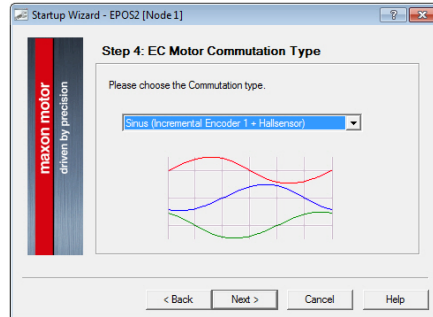 Startup Wizard - EPOS2 [Node 1]
Step 4: EC Motor Commutation Type
maxon motor
driven by precision
Please choose the Commutation type.
Sinus (Incremental Encoder 1 + Hallsensor)
< Back
Next >
Cancel
Help